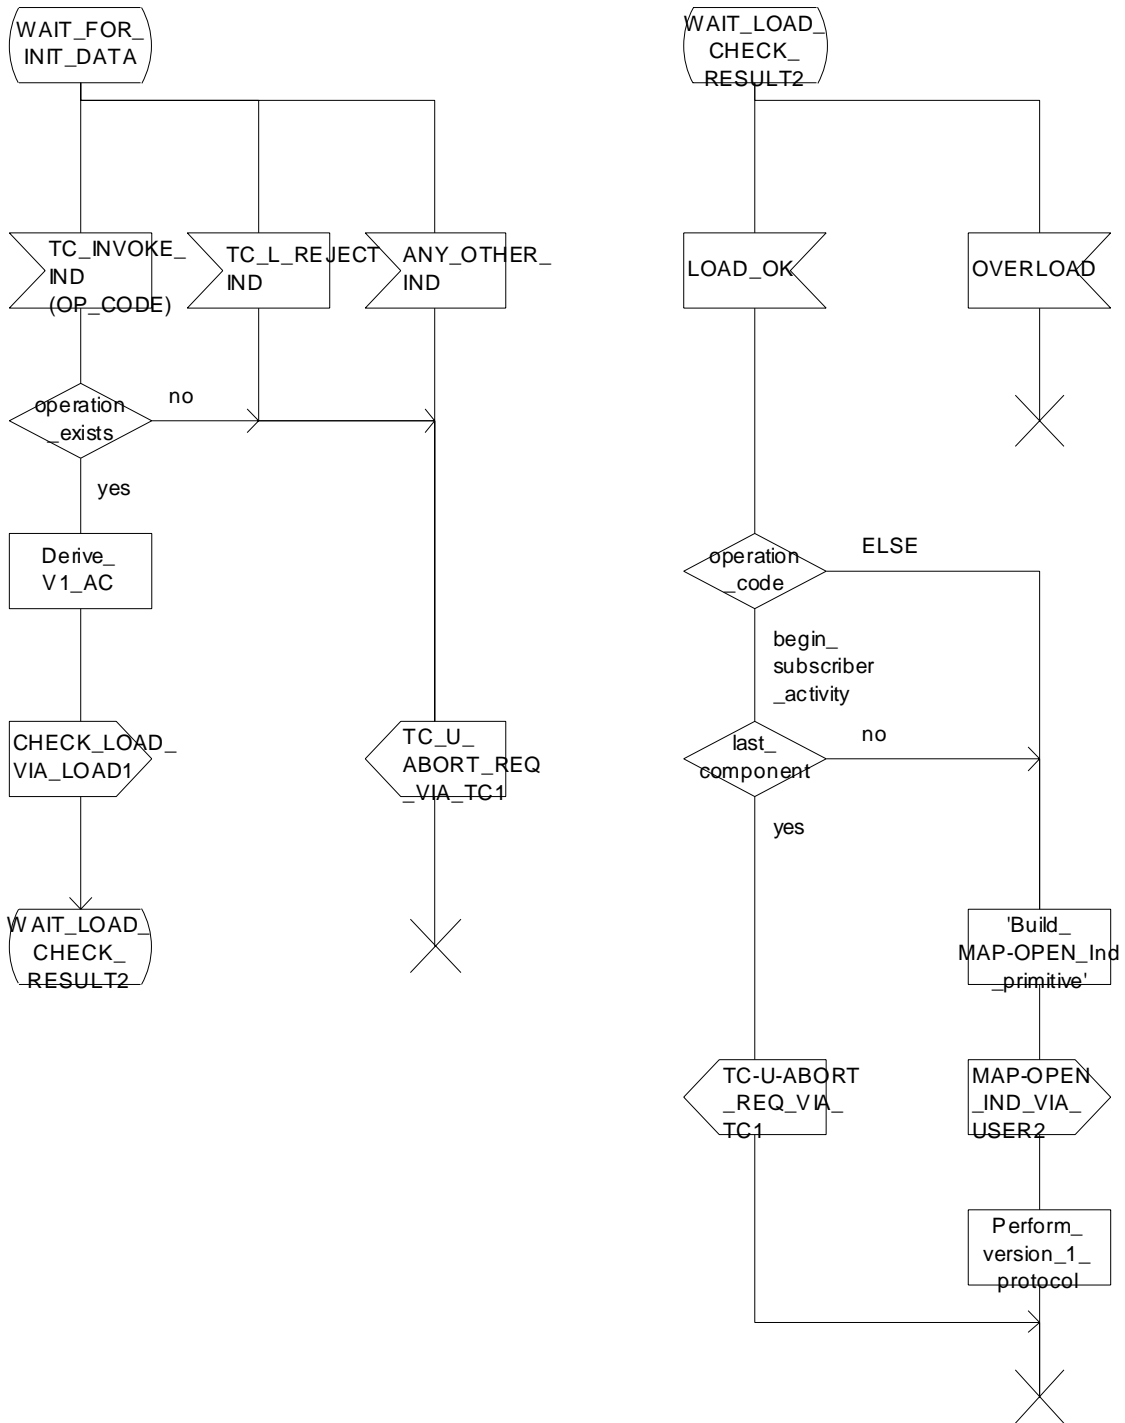 WAIT_FOR_
INIT_DATA
TC_INVOKE_
IND
(OP_CODE)
TC_L_REJECT
IND
ANY_OTHER_
IND
operation
_exists
no
yes
Derive_
V1_AC
CHECK_LOAD_
VIA_LOAD1
TC_U_
ABORT_REQ
_VIA_TC1
WAIT_LOAD_
CHECK_
RESULT2
WAIT_LOAD_
CHECK_
RESULT2
LOAD_OK
OVERLOAD
operation
_code
ELSE
begin_
subscriber
_activity
last_
component
no
yes
'Build_
MAP-OPEN_Ind
_primitive'
TC-U-ABORT
_REQ_VIA_
TC1
MAP-OPEN
_IND_VIA_
USER2
Perform_
version_1_
protocol